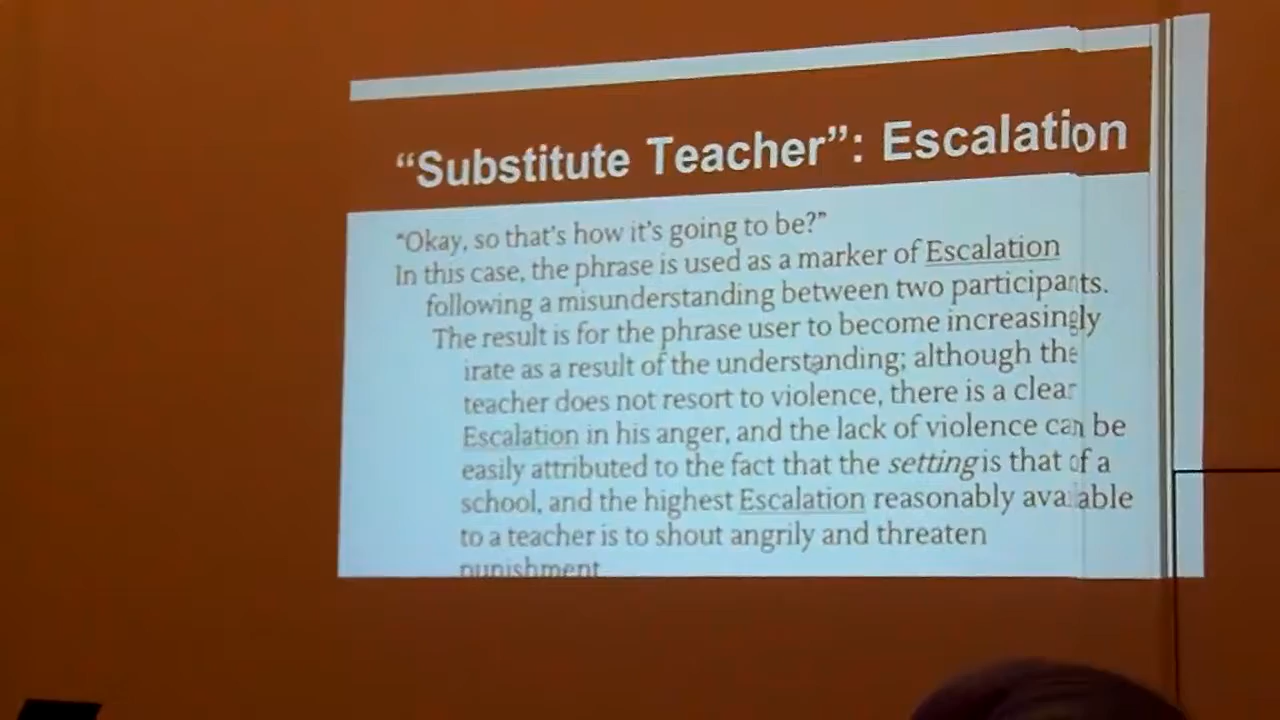 “Substitute Teacher”: Escalation
“Okay, so that’s how it’s going to be?”
In this case, the phrase is used as a marker of Escalation
following a misunderstanding between two participants.
The result is for the phrase user to become increasingly
irate as a result of the understanding; although the
teacher does not resort to violence, there is a clear
Escalation in his anger, and the lack of violence can be
easily attributed to the fact that the setting is that of a
school, and the highest Escalation reasonably available
to a teacher is to shout angrily and threaten
punishment